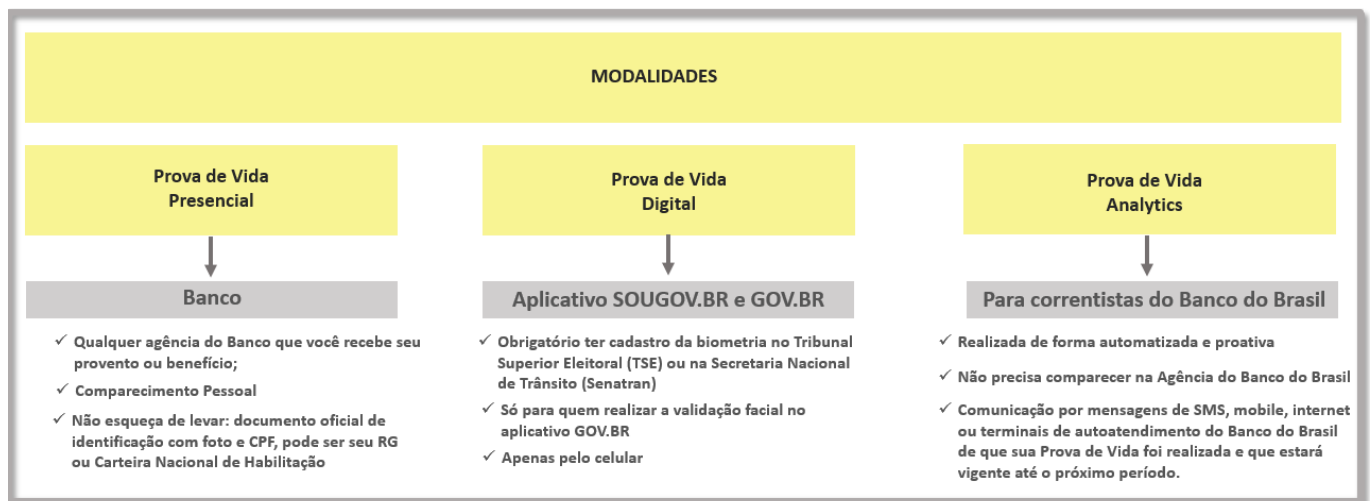 MODALIDADES
Prova de Vida
Presencial
Banco
✓ Qualquer agência do Banco que você recebe seu
provento ou benefício;
✓ Comparecimento Pessoal
✓ Não esqueça de levar: documento oficial de
identificação com foto e CPF, pode ser seu RG
ou Carteira Nacional de Habilitação
Prova de Vida
Digital
Aplicativo SOUGOV.BR e GOV.BR
✓ Obrigatório ter cadastro da biometria no Tribunal
Superior Eleitoral (TSE) ou na Secretaria Nacional
de Trânsito (Senatran)
✓ Só para quem realizar a validação facial no
aplicativo GOV.BR
✓ Apenas pelo celular
Prova de Vida
Analytics
Para correntistas do Banco do Brasil
✓ Realizada de forma automatizada e proativa
✓ Não precisa comparecer na Agência do Banco do Brasil
✓ Comunicação por mensagens de SMS, mobile, internet
ou terminais de autoatendimento do Banco do Brasil
de que sua Prova de Vida foi realizada e que estará
vigente até o próximo período.